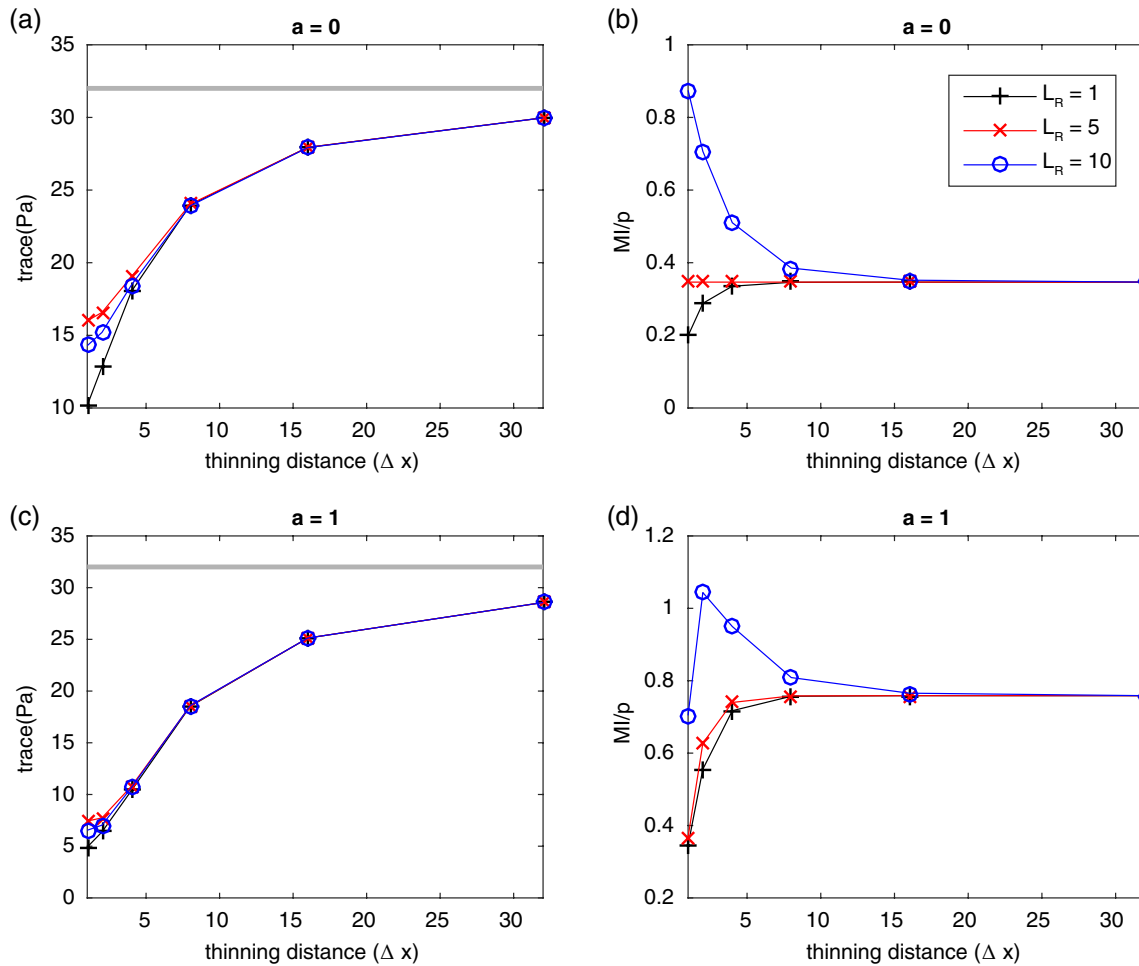 (a)
a = 0
35
30
25
20
15
10
trace(Pa)
5 10 15 20 25 30
thinning distance (Δ x)
(b)
a = 0
1
0.8
0.6
0.4
0.2
0
MI/p
L_R = 1
L_R = 5
L_R = 10
5 10 15 20 25 30
thinning distance (Δ x)
(c)
a = 1
35
30
25
20
15
10
5
0
trace(Pa)
5 10 15 20 25 30
thinning distance (Δ x)
(d)
a = 1
1.2
1
0.8
0.6
0.4
0.2
MI/p
5 10 15 20 25 30
thinning distance (Δ x)